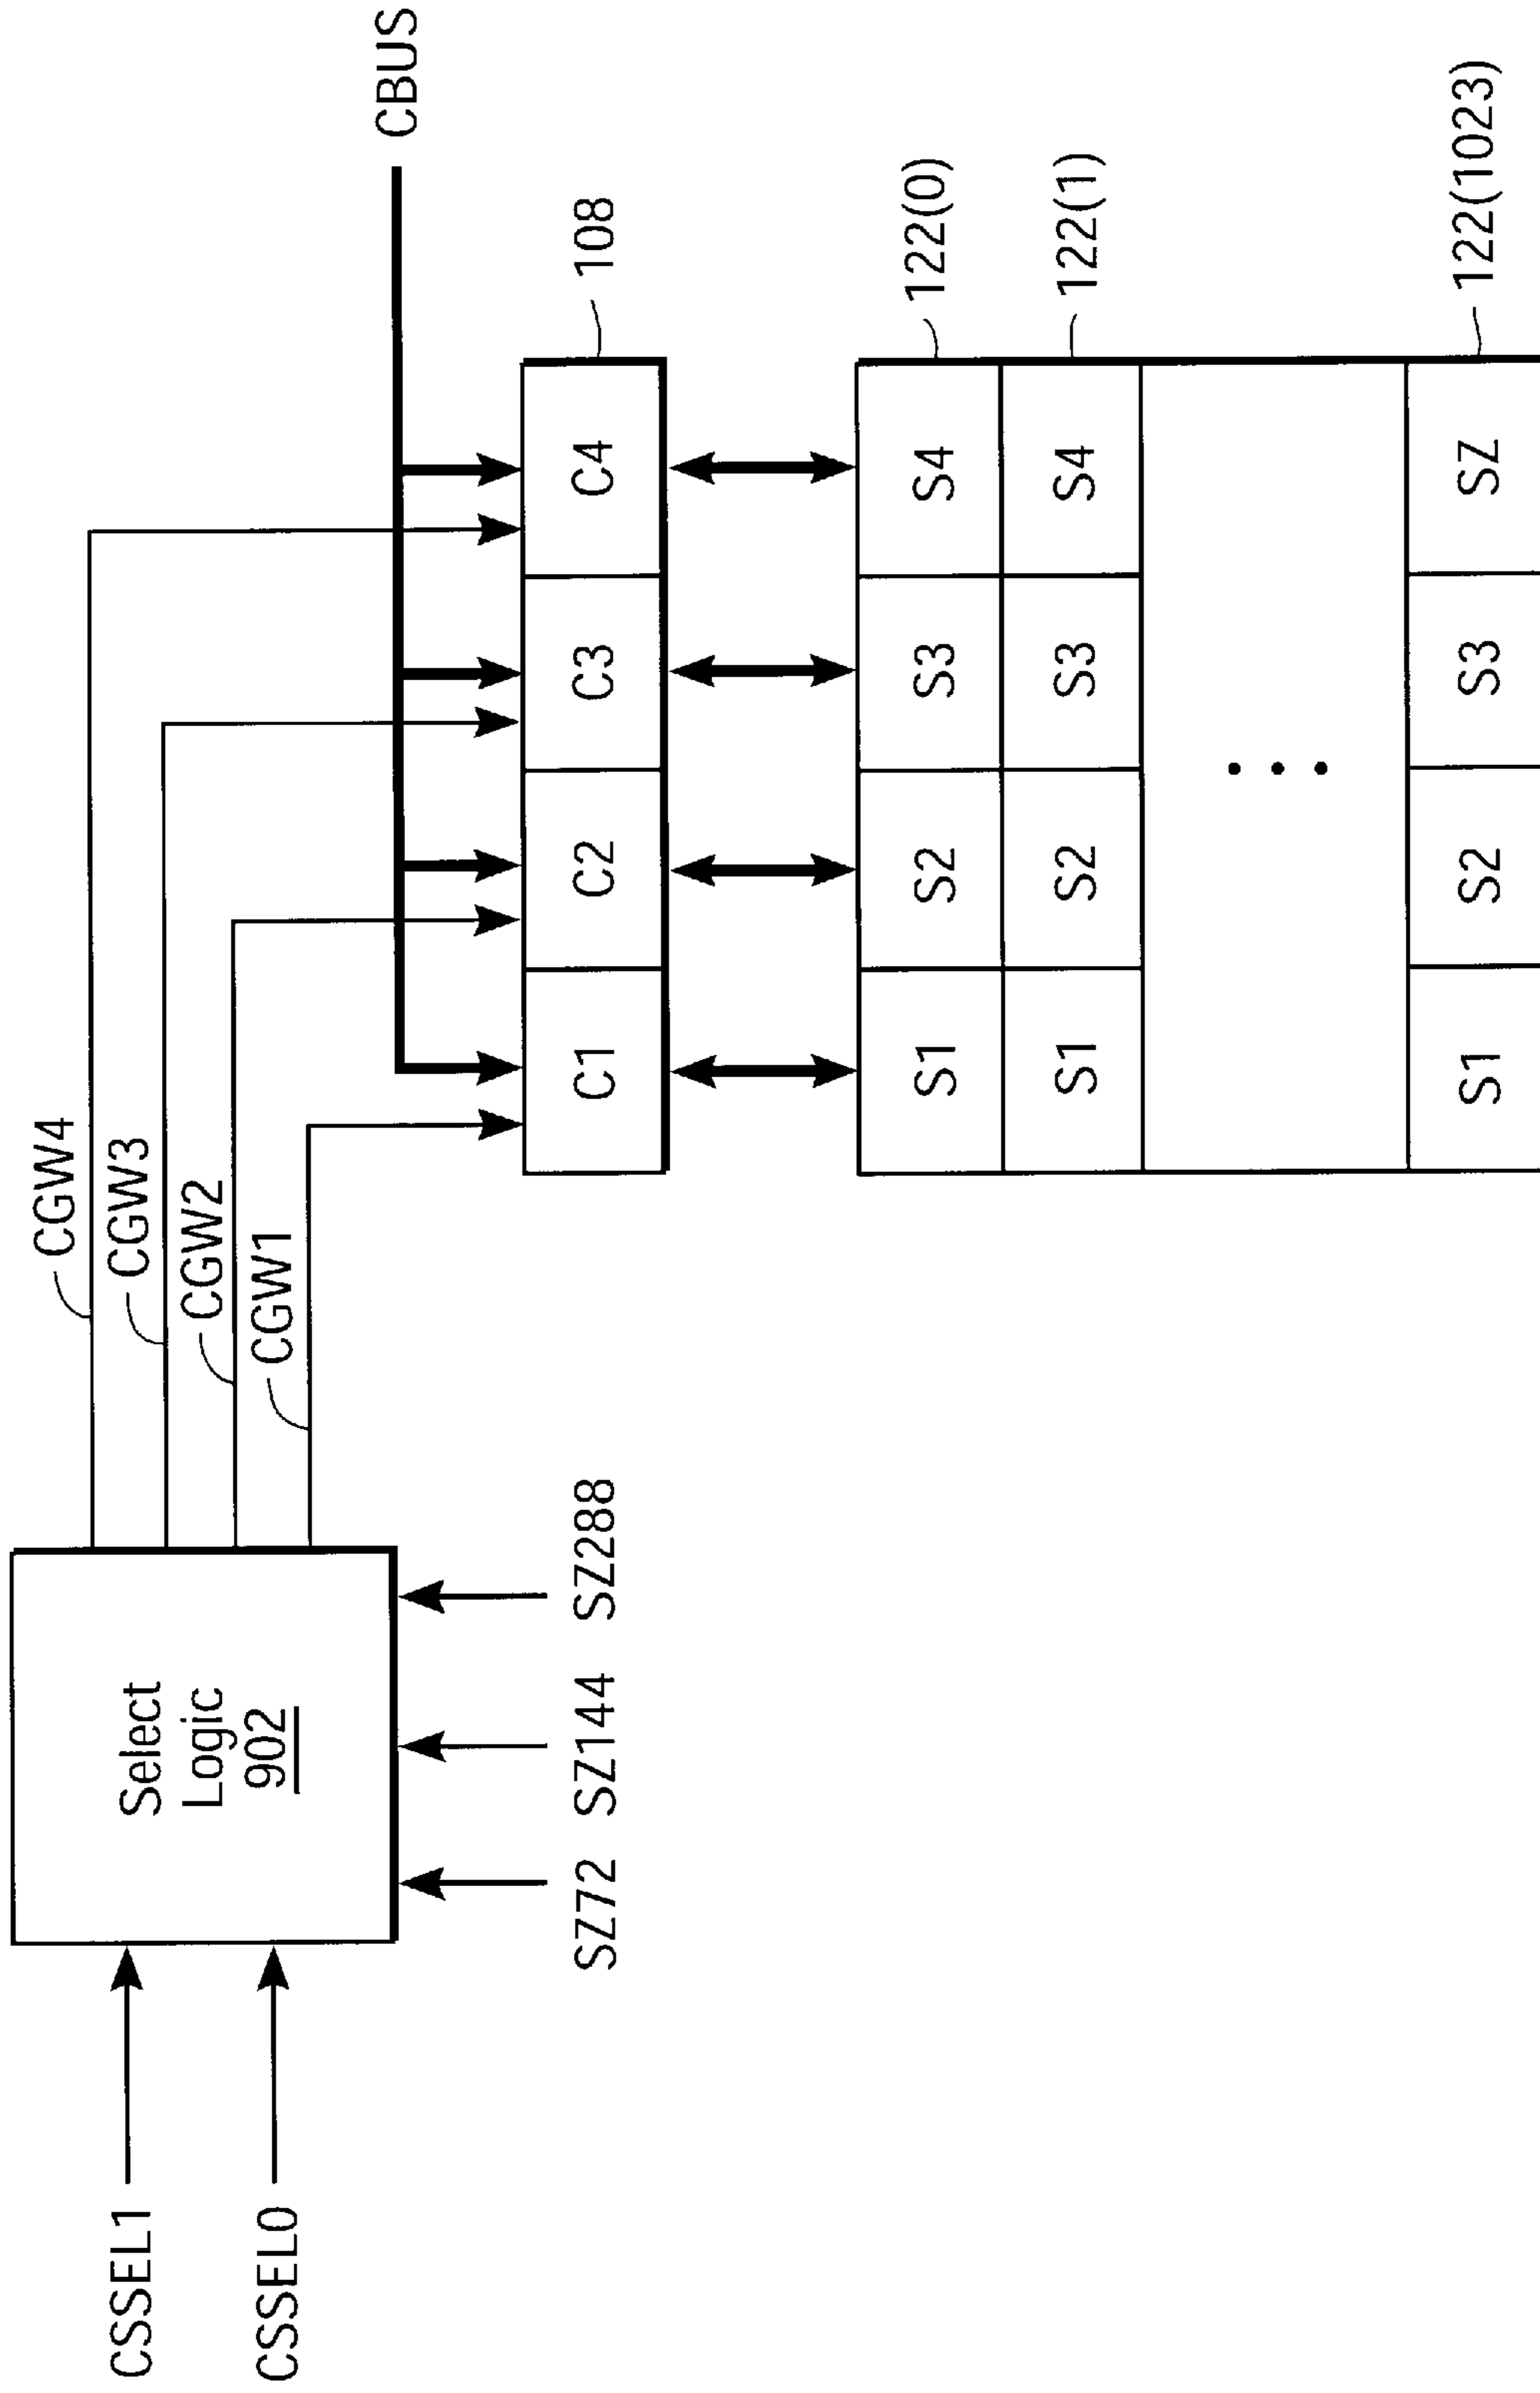 CSSEL1
CSSEL0
Select
Logic
902
SZ72
SZ144
SZ288
CGW4
CGW3
CGW2
CGW1
CBUS
C1
C2
C3
C4
108
S1
S2
S3
S4
122(0)
S1
S2
S3
S4
122(1)
S1
S2
S3
SZ
122(1023)